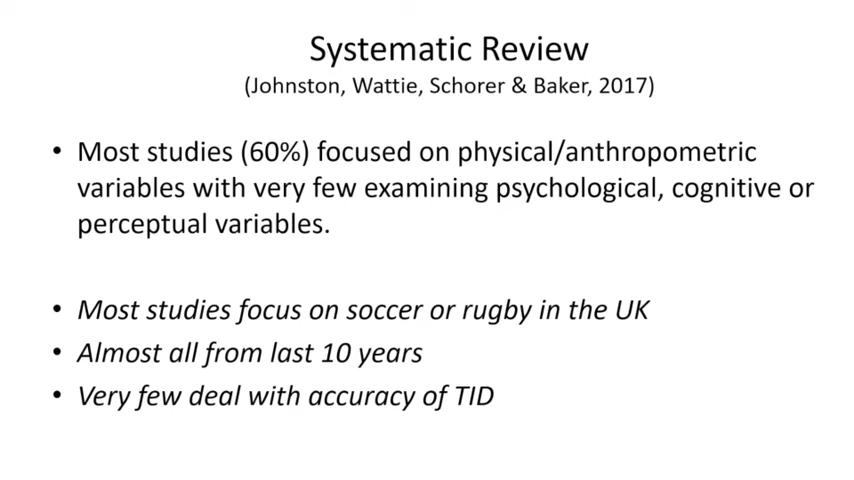 Systematic Review
(Johnston, Wattie, Schorer & Baker, 2017)
• Most studies (60%) focused on physical/anthropometric
variables with very few examining psychological, cognitive or
perceptual variables.
• Most studies focus on soccer or rugby in the UK
• Almost all from last 10 years
• Very few deal with accuracy of TID